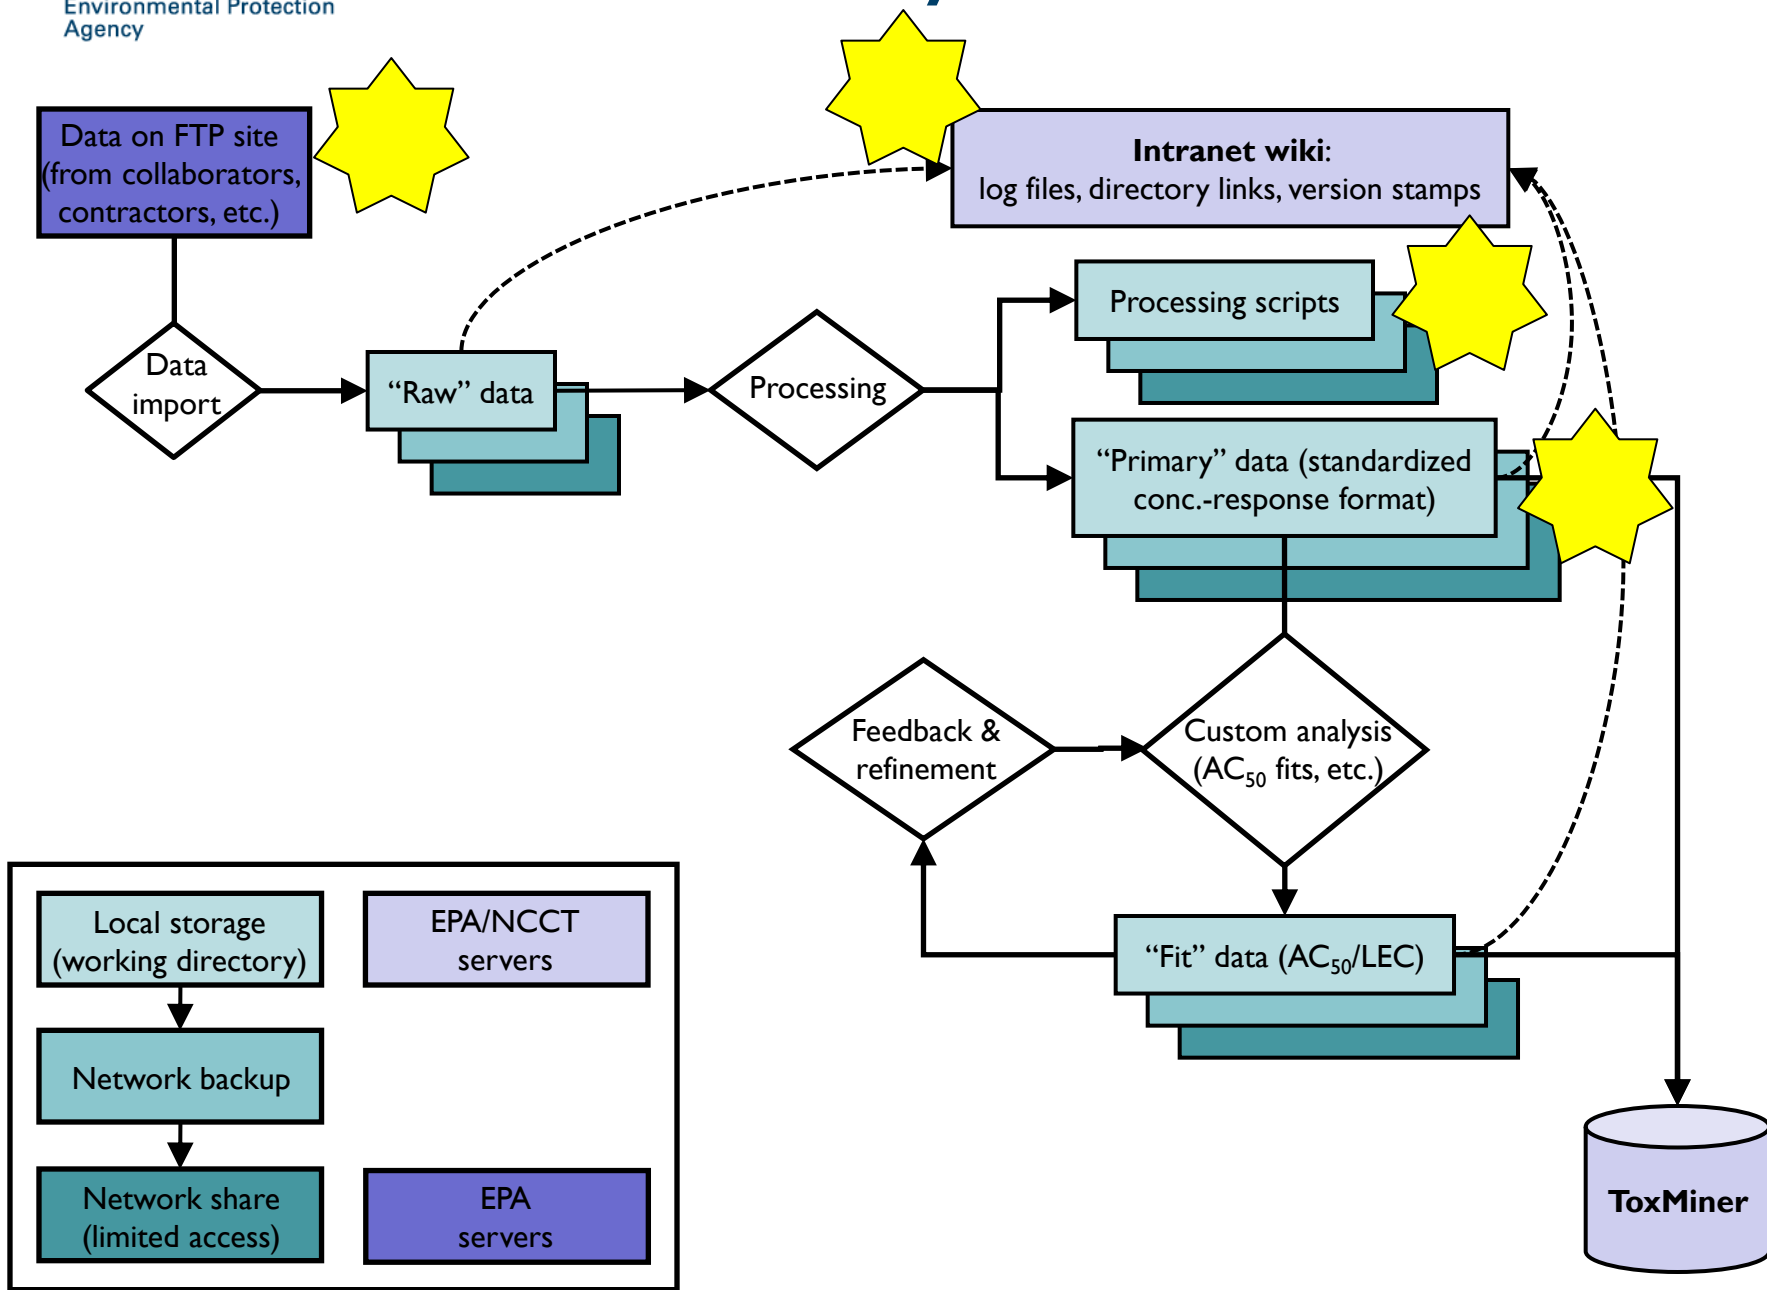 Environmental Protection
Agency
Data on FTP site
(from collaborators,
contractors, etc.)
Intranet wiki:
log files, directory links, version stamps
Processing scripts
Data
import
“Raw” data
Processing
“Primary” data (standardized
conc.-response format)
Feedback &
refinement
Custom analysis
(AC50 fits, etc.)
“Fit” data (AC50/LEC)
Local storage
(working directory)
EPA/NCCT
servers
Network backup
Network share
(limited access)
EPA
servers
ToxMiner